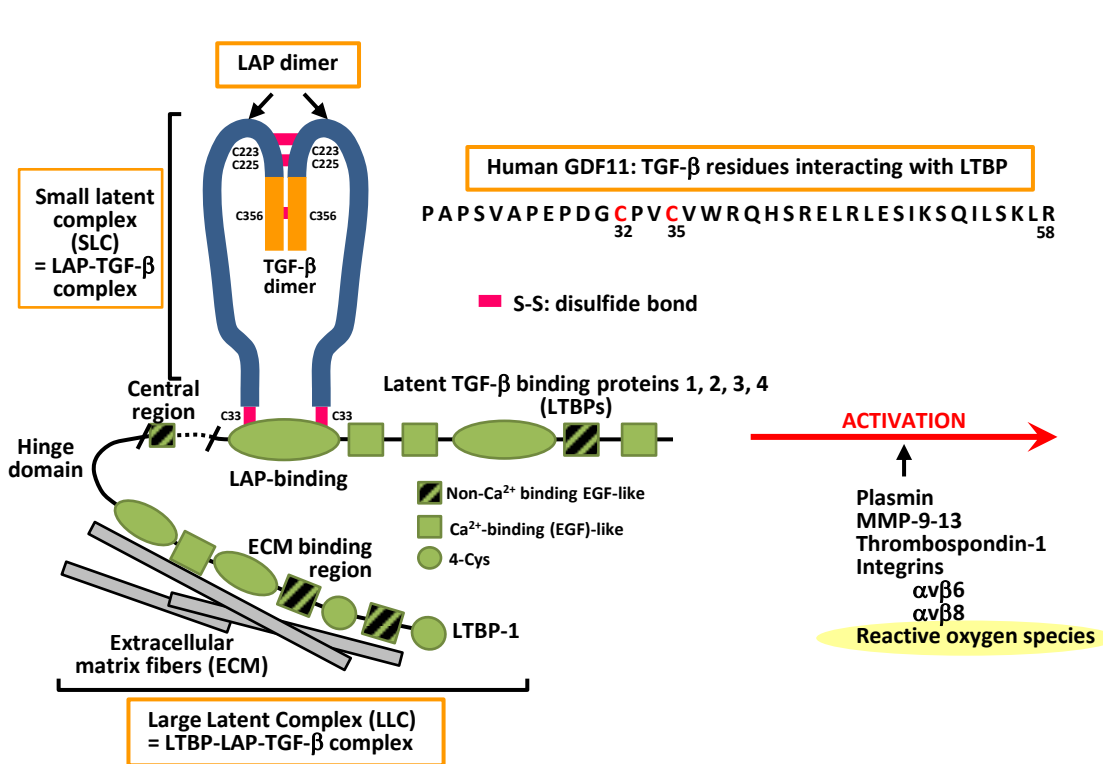 LAP dimer
C223
C225
C223
C225
C356
C356
TGF-β
dimer
Small latent
complex
(SLC)
= LAP-TGF-β
complex
Human GDF11: TGF-β residues interacting with LTBP
P A P S V A P E P D G C P V C V W R Q H S R E L R L E S I K S Q I L S K L R
32
35
58
S-S: disulfide bond
Central
region
C33
C33
Latent TGF-β binding proteins 1, 2, 3, 4
(LTBPs)
Hinge
domain
LAP-binding
Non-Ca²⁺ binding EGF-like
Ca²⁺-binding (EGF)-like
4-Cys
ECM binding
region
LTBP-1
Extracellular
matrix fibers (ECM)
Large Latent Complex (LLC)
= LTBP-LAP-TGF-β complex
ACTIVATION
Plasmin
MMP-9-13
Thrombospondin-1
Integrins
αvβ6
αvβ8
Reactive oxygen species